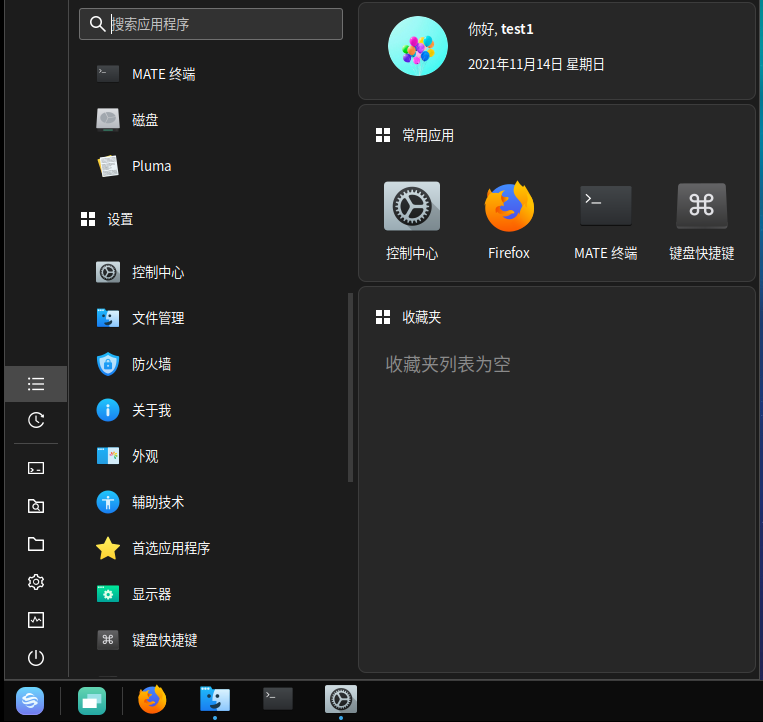 搜索应用程序
MATE 终端
磁盘
Pluma
设置
控制中心
文件管理
防火墙
关于我
外观
辅助技术
首选应用程序
显示器
键盘快捷键
你好, test1
2021年11月14日 星期日
常用应用
控制中心
Firefox
MATE 终端
键盘快捷键
收藏夹
收藏夹列表为空